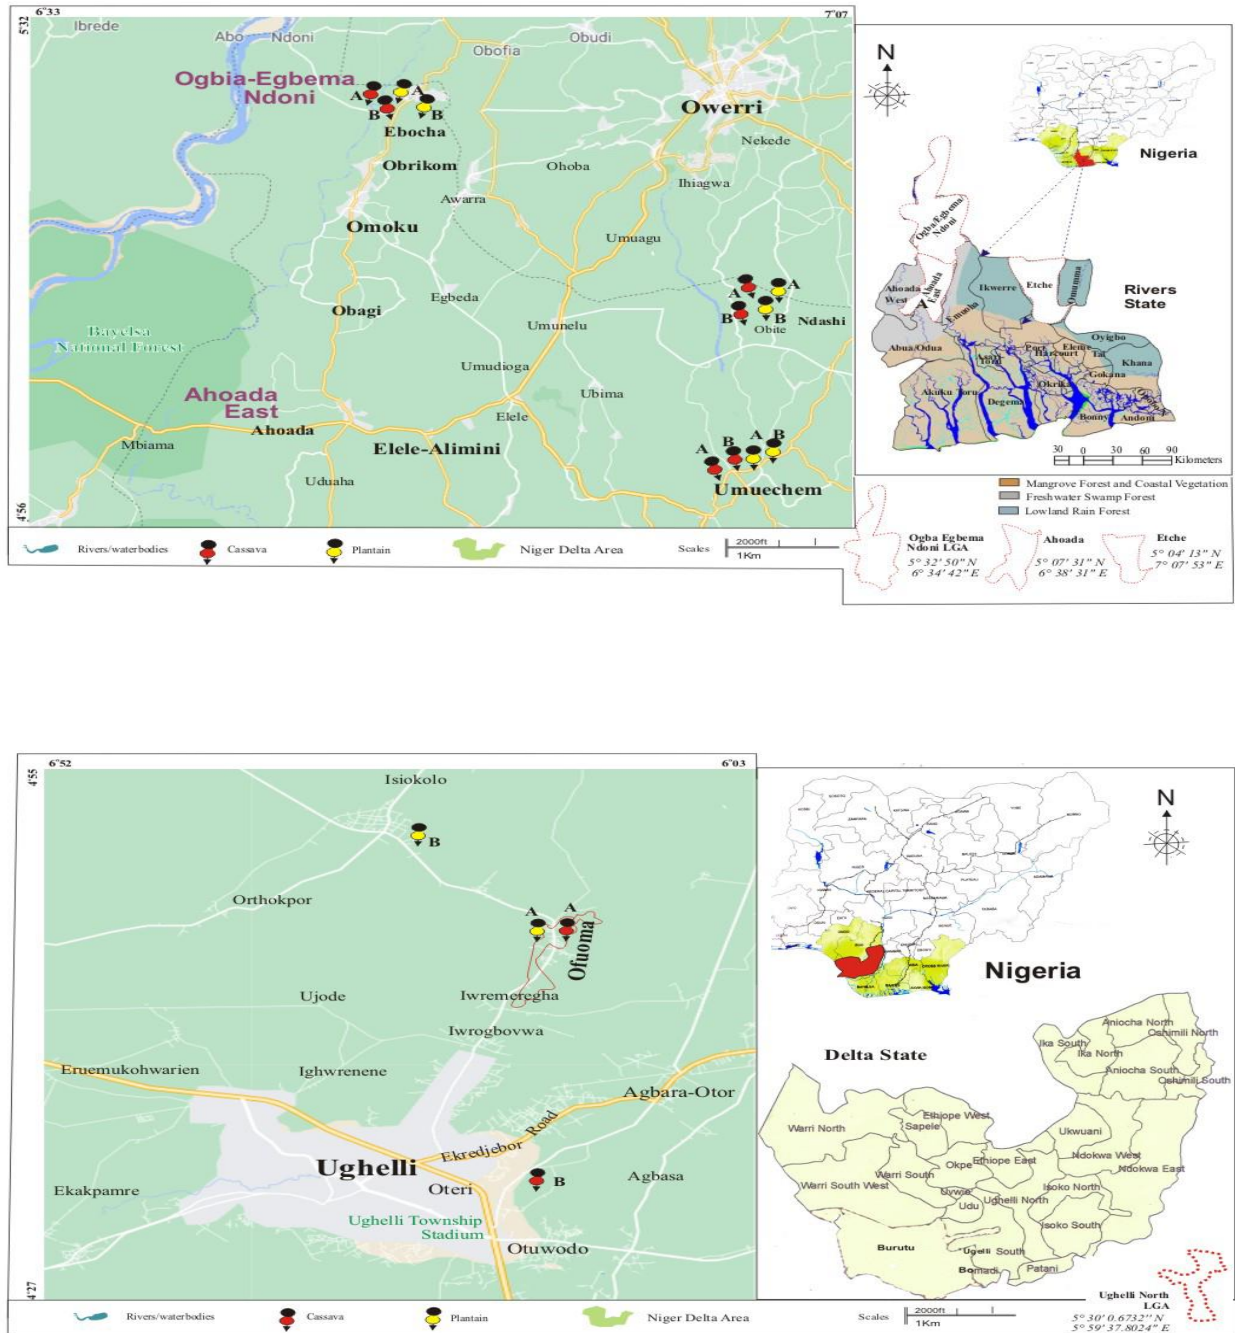 6°33
7°07
5'32
Ibrede
Abo
Ndoni
Obofia
Obudi
Ogbia-Egbema
Ndoni
A
A
B
B
Ebocha
Owerri
Nekede
Obrikom
Ohoba
Ihiagwa
Awarra
Omoku
Umuagu
Egbeda
A
A
B
B
Obite
Ndashi
Obagi
Umunelu
Bayelsa
National Forest
Umudioga
Ahoada
East
Ubima
Elele
Ahoada
Mbiama
Elele-Alimini
A
B
A
B
Uduaha
Umuechem
4'56
Rivers/waterbodies
Cassava
Plantain
Niger Delta Area
Scales
2000ft
1Km
N
Nigeria
Ogba/Egbema/
Ndoni
Ahoada
West
Ahoada
East
A
Ikwerre
Etche
Omumma
Rivers
State
Emuoha
Oyigbo
Abua/Odua
Asari
Toru
Port
Harcourt
Eleme
Tai
Khana
Gokana
Akuku Toru
Degema
Okrika
Bonny
Andoni
30
0
30
60
90
Kilometers
Mangrove Forest and Coastal Vegetation
Freshwater Swamp Forest
Lowland Rain Forest
Ogba Egbema
Ndoni LGA
5° 32' 50" N
6° 34' 42" E
Ahoada
5° 07' 31" N
6° 38' 31" E
Etche
5° 04' 13" N
7° 07' 53" E
6°52
6°03
4'55
Isiokolo
B
Orthokpor
A
A
Ofuoma
Ujode
Iwremeregha
Iwrogbovwa
Eruemukohwarien
Ighwrenene
Agbara-Otor
Ekredjebor Road
Ughelli
Oteri
B
Agbasa
Ekakpamre
Ughelli Township
Stadium
Otuwodo
4'27
Rivers/waterbodies
Cassava
Plantain
Niger Delta Area
Scales
2000ft
1Km
N
Nigeria
Delta State
Aniocha North
Oshimili North
Ika South
Ika North
Aniocha South
Oshimili South
Warri North
Ethiope West
Sapele
Ukwuani
Okpe
Ethiope East
Ndokwa West
Ndokwa East
Warri South
Warri South West
Uvwie
Udu
Ughelli North
Isoko North
Isoko South
Burutu
Ugelli South
Bomadi
Patani
Ughelli North
LGA
5° 30' 0.6732" N
5° 59' 37.8024" E